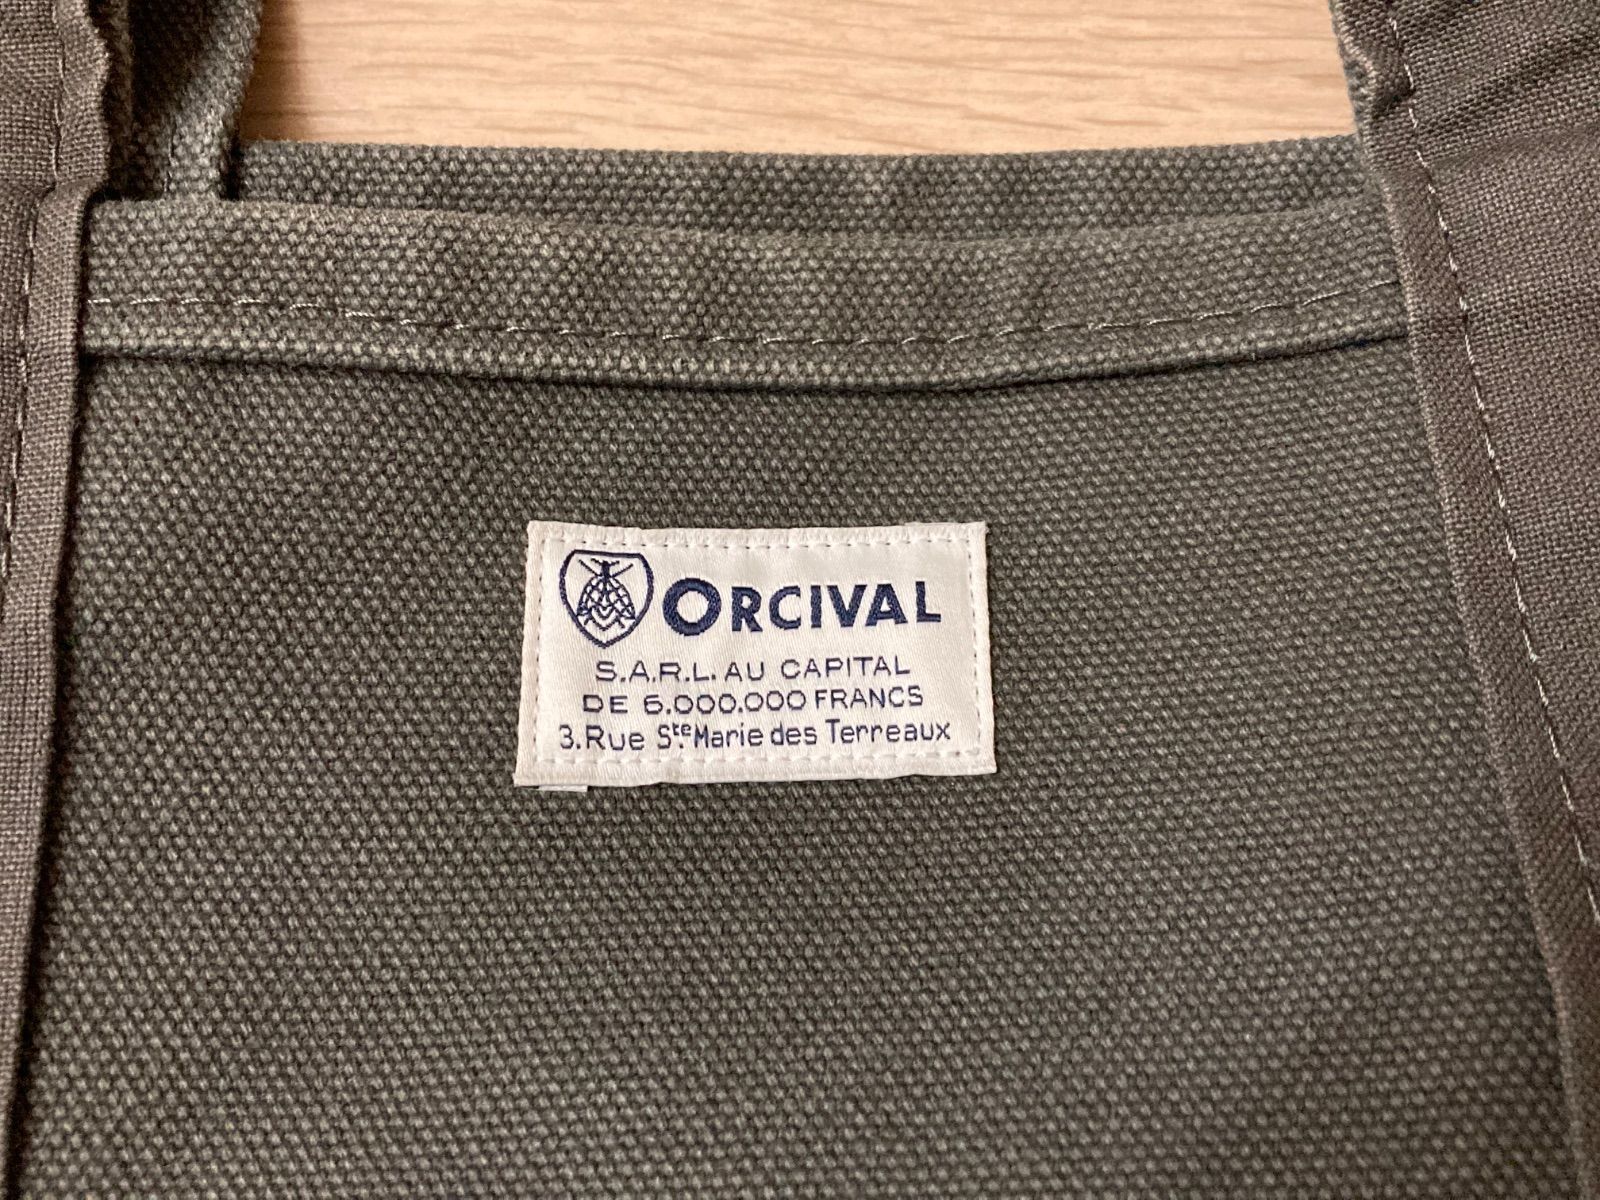 ORCIVAL
S.A.R.L. AU CAPITAL
DE 6.000.000 FRANCS
3. Rue Ste Marie des Terreaux